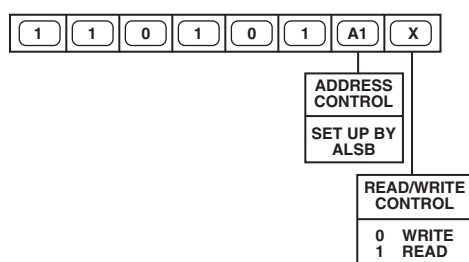 1 1 0 1 0 1 A1 X
ADDRESS
CONTROL
SET UP BY
ALSB
READ/WRITE
CONTROL
0 WRITE
1 READ